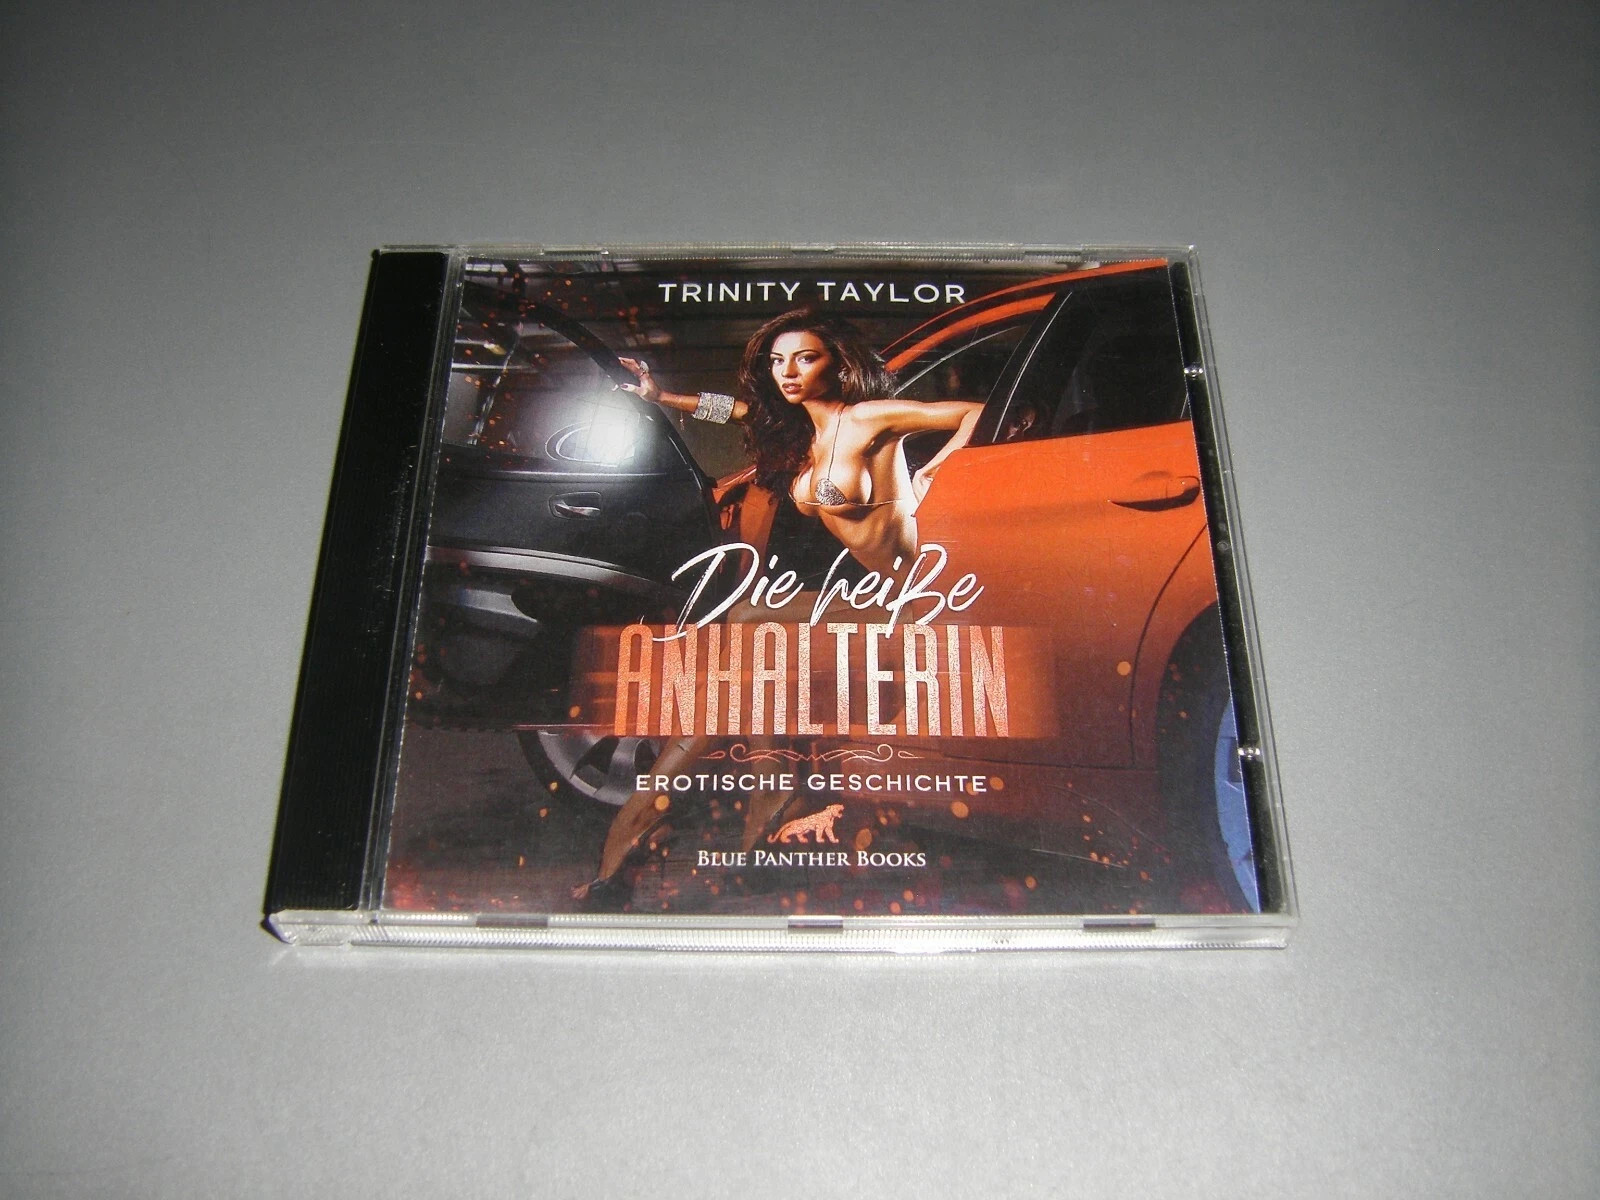 TRINITY TAYLOR
Die heiße
ANHALTERIN
EROTISCHE GESCHICHTE
BLUE PANTHER BOOKS